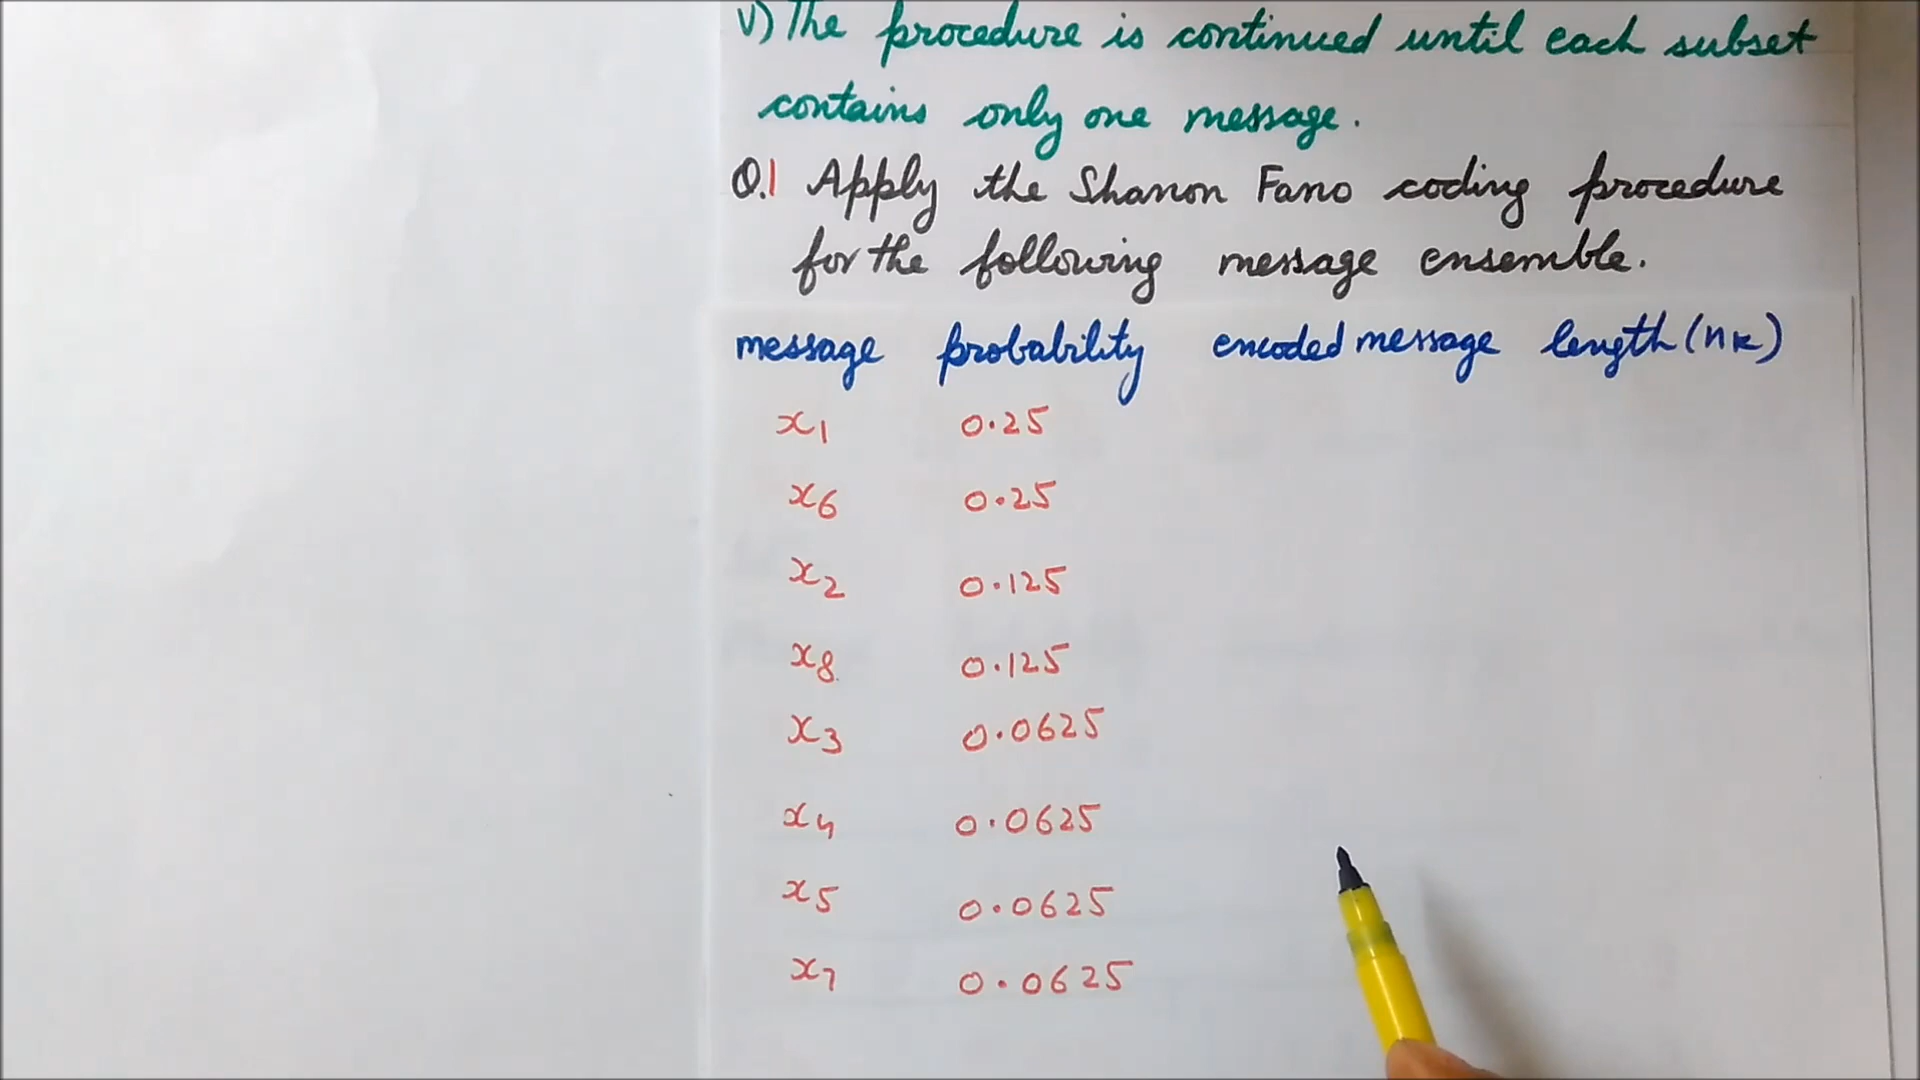 v) The procedure is continued until each subset
contains only one message.
Q.1 Apply the Shanon Fano coding procedure
for the following message ensemble.
message probability encoded message length (nk)
x1 0.25
x6 0.25
x2 0.125
x8 0.125
x3 0.0625
x4 0.0625
x5 0.0625
x7 0.0625